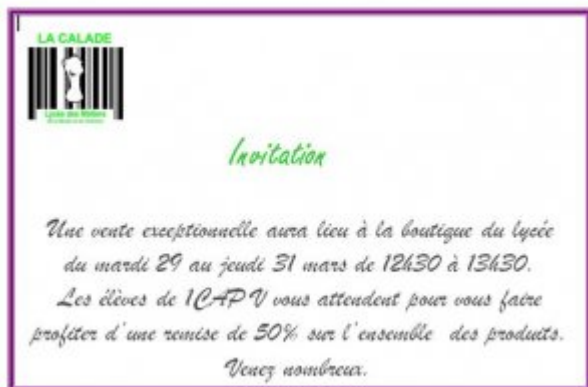 LA CALADE
Lycée des Métiers
Invitation
Une vente exceptionnelle aura lieu à la boutique du lycée
du mardi 29 au jeudi 31 mars de 12h30 à 13h30.
Les élèves de 1CAP V vous attendent pour vous faire
profiter d'une remise de 50% sur l'ensemble des produits.
Venez nombreux.